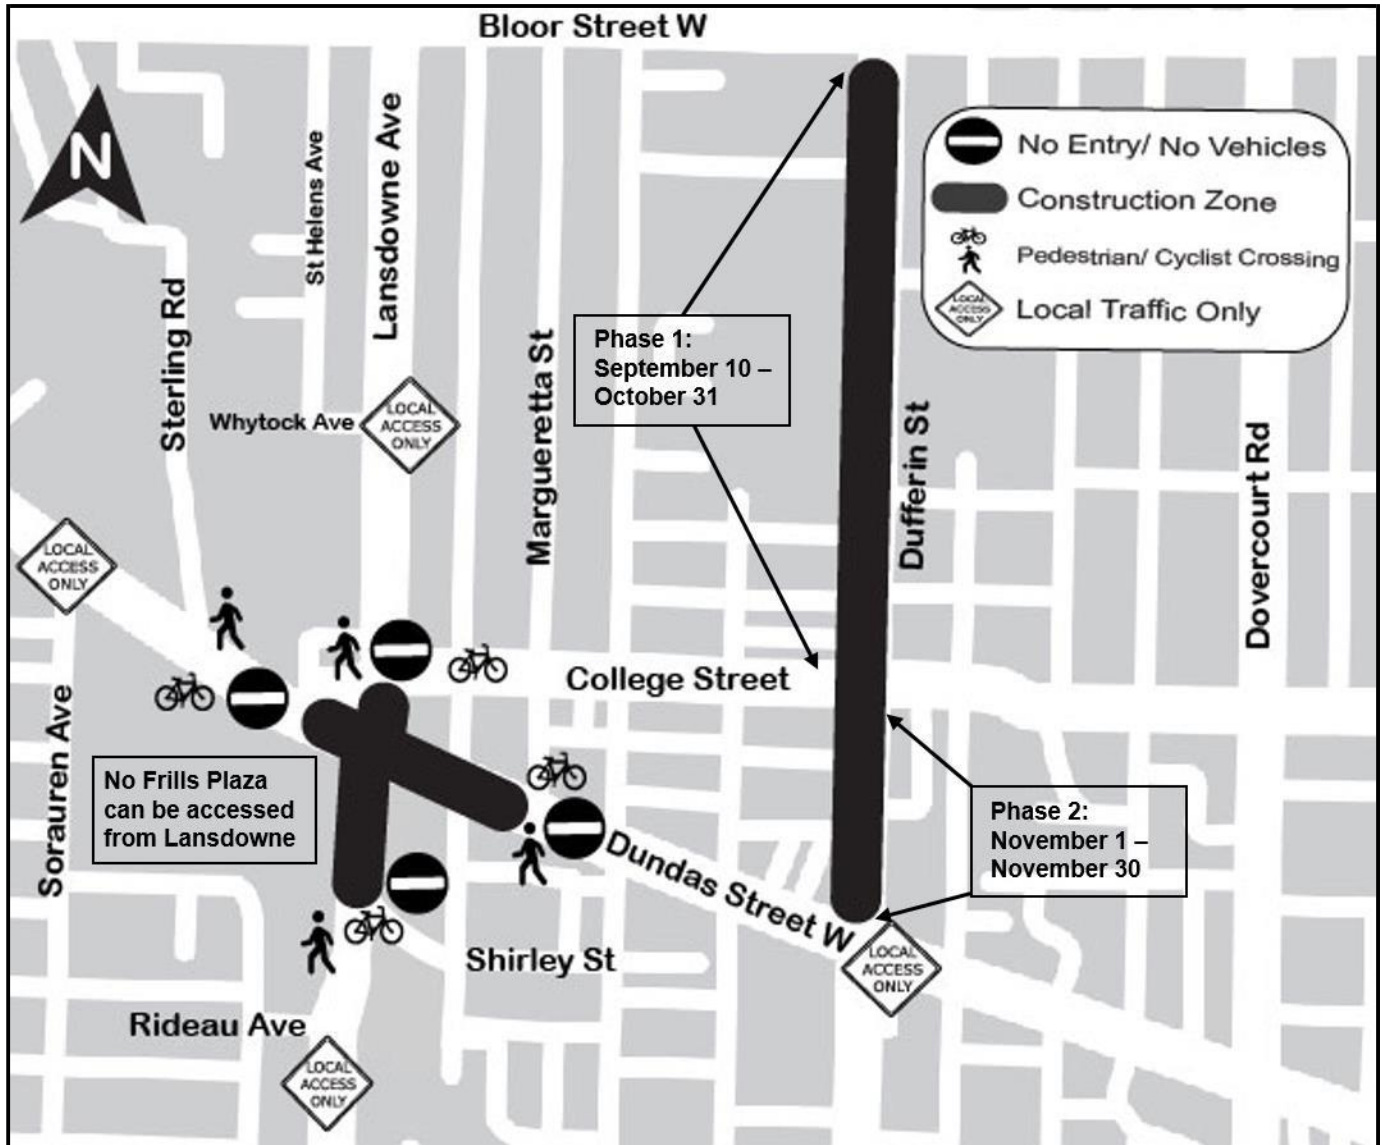 Bloor Street W
N
No Entry/ No Vehicles
Construction Zone
Pedestrian/ Cyclist Crossing
LOCAL
ACCESS
ONLY
Local Traffic Only
St Helens Ave
Lansdowne Ave
Sterling Rd
Margueretta St
Phase 1:
September 10 –
October 31
Whytock Ave
LOCAL
ACCESS
ONLY
Dufferin St
Dovercourt Rd
LOCAL
ACCESS
ONLY
College Street
Sorauren Ave
No Frills Plaza
can be accessed
from Lansdowne
Phase 2:
November 1 –
November 30
Dundas Street W
LOCAL
ACCESS
ONLY
Shirley St
Rideau Ave
LOCAL
ACCESS
ONLY